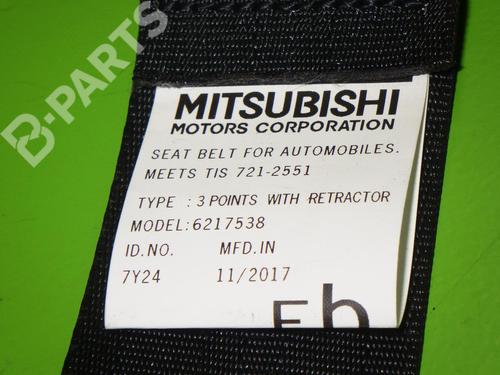 B-PARTS
MITSUBISHI
MOTORS CORPORATION
SEAT BELT FOR AUTOMOBILES.
MEETS TIS 721-2551
TYPE : 3 POINTS WITH RETRACTOR
MODEL:6217538
ID.NO. MFD.IN
7Y24 11/2017